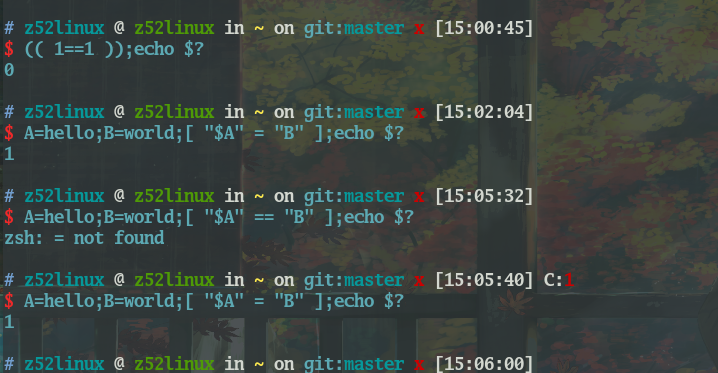 # z52linux @ z52linux in ~ on git:master x [15:00:45]
$ (( 1==1 ));echo $?
0
# z52linux @ z52linux in ~ on git:master x [15:02:04]
$ A=hello;B=world;[ "$A" = "B" ];echo $?
1
# z52linux @ z52linux in ~ on git:master x [15:05:32]
$ A=hello;B=world;[ "$A" == "B" ];echo $?
zsh: = not found
# z52linux @ z52linux in ~ on git:master x [15:05:40] C:1
$ A=hello;B=world;[ "$A" = "B" ];echo $?
1
# z52linux @ z52linux in ~ on git:master x [15:06:00]